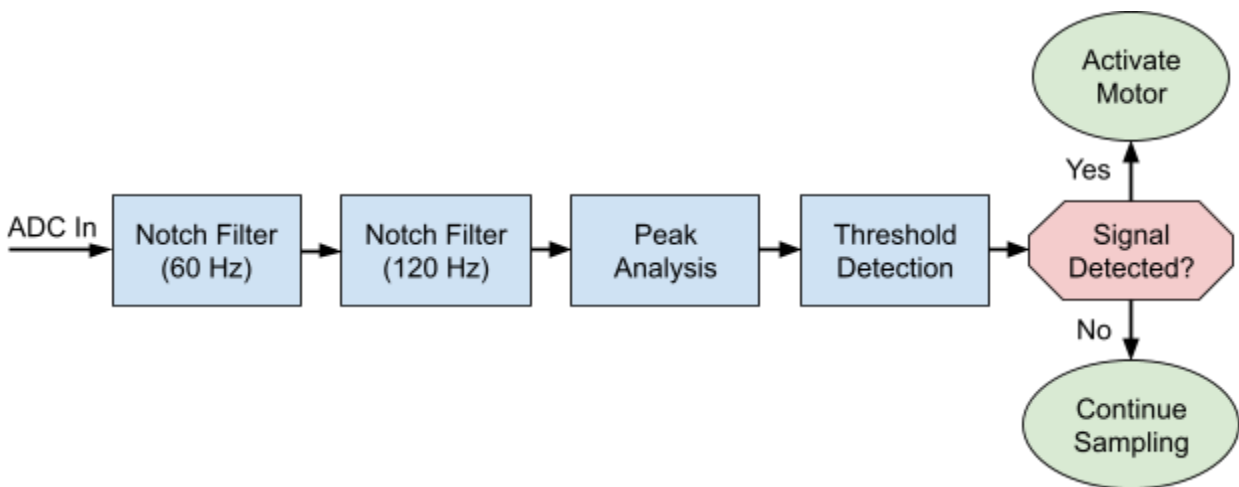 ADC In
Notch Filter
(60 Hz)
Notch Filter
(120 Hz)
Peak
Analysis
Threshold
Detection
Signal
Detected?
Yes
Activate
Motor
No
Continue
Sampling